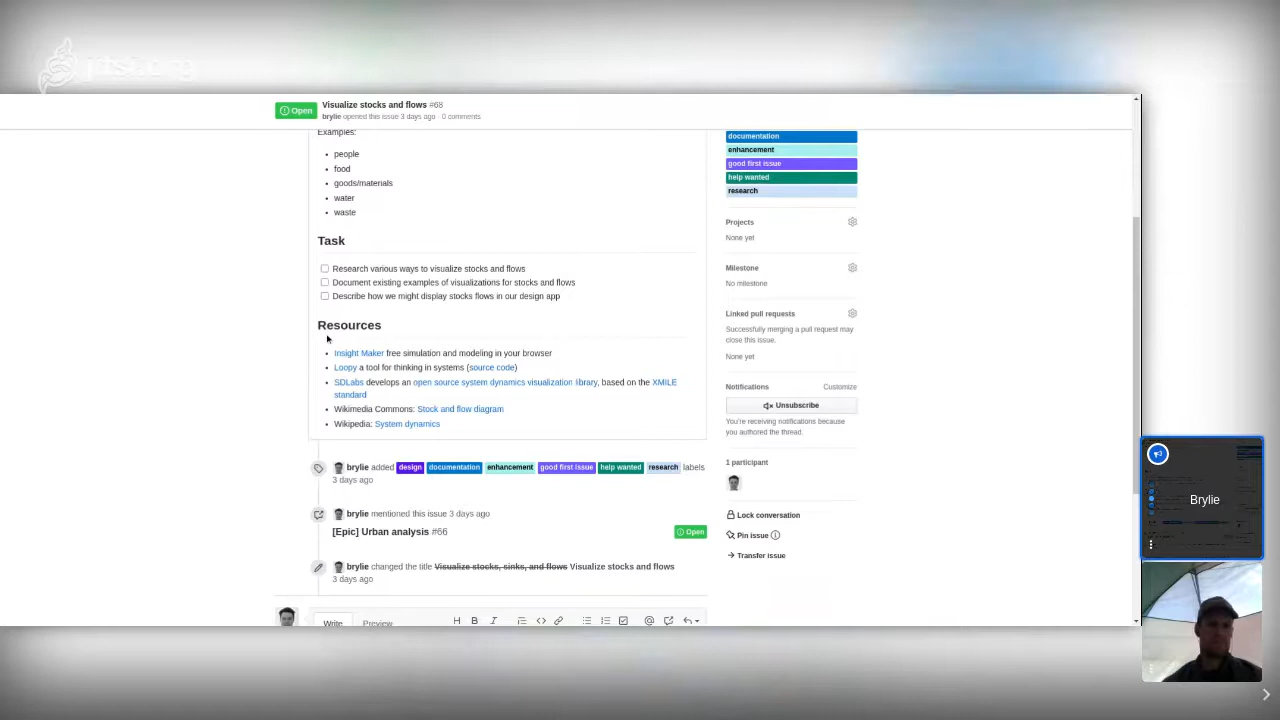 jitsi.org
Open
Visualize stocks and flows #68
brylie opened this issue 3 days ago · 0 comments
Examples:
people
food
goods/materials
water
waste
Task
Research various ways to visualize stocks and flows
Document existing examples of visualizations for stocks and flows
Describe how we might display stocks flows in our design app
Resources
Insight Maker free simulation and modeling in your browser
Loopy a tool for thinking in systems (source code)
SDLabs develops an open source system dynamics visualization library, based on the XMILE
standard
Wikimedia Commons: Stock and flow diagram
Wikipedia: System dynamics
brylie added design documentation enhancement good first issue help wanted research labels
3 days ago
brylie mentioned this issue 3 days ago
[Epic] Urban analysis #66
Open
brylie changed the title Visualize stocks, sinks, and flows Visualize stocks and flows
3 days ago
Write Preview
documentation
enhancement
good first issue
help wanted
research
Projects
None yet
Milestone
No milestone
Linked pull requests
Successfully merging a pull request may
close this issue.
None yet
Notifications Customize
Unsubscribe
You're receiving notifications because
you authored the thread.
1 participant
Lock conversation
Pin issue
Transfer issue
Brylie